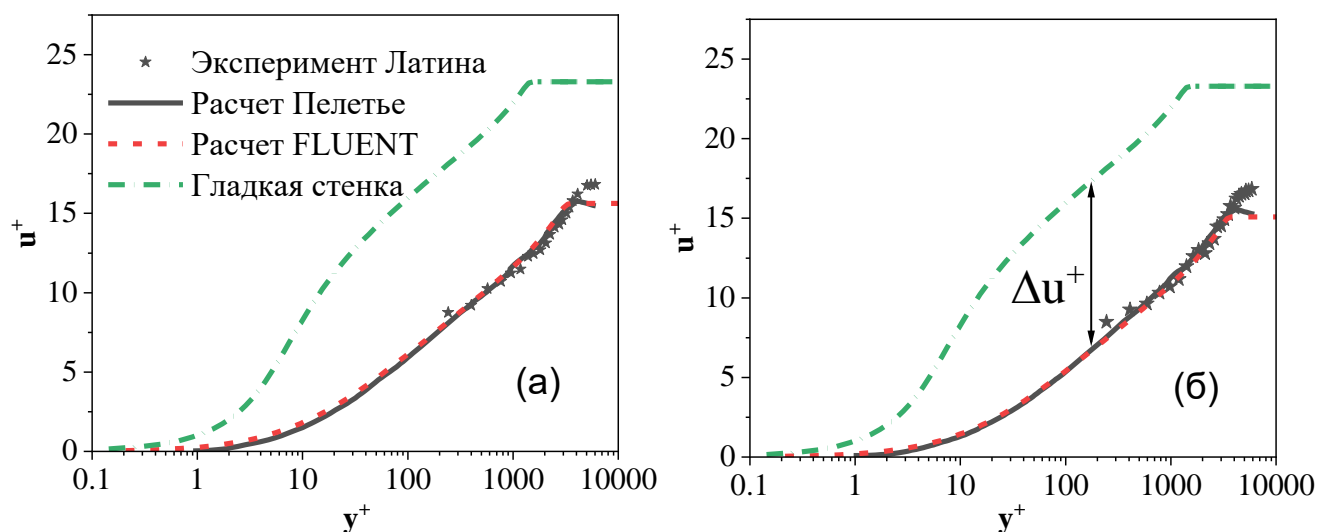 25
20
15
10
5
0
u⁺
Эксперимент Латина
Расчет Пелетье
Расчет FLUENT
Гладкая стенка
(а)
0.1 1 10 100 1000 10000
y⁺
25
20
15
10
5
0
u⁺
Δu⁺
(б)
0.1 1 10 100 1000 10000
y⁺